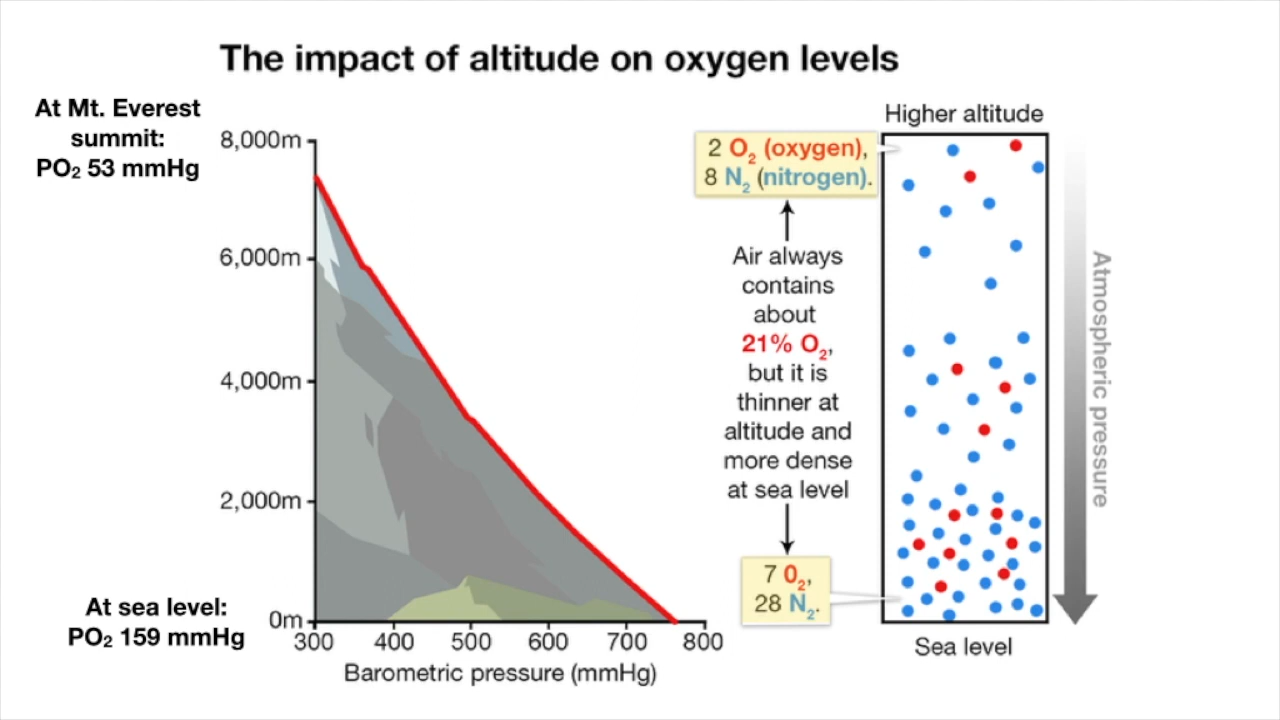 The impact of altitude on oxygen levels
At Mt. Everest
summit:
PO₂ 53 mmHg
8,000m
6,000m
4,000m
2,000m
0m
At sea level:
PO₂ 159 mmHg
300 400 500 600 700 800
Barometric pressure (mmHg)
2 O₂ (oxygen),
8 N₂ (nitrogen).
Air always
contains
about
21% O₂,
but it is
thinner at
altitude and
more dense
at sea level
7 O₂,
28 N₂.
Higher altitude
Atmospheric pressure
Sea level